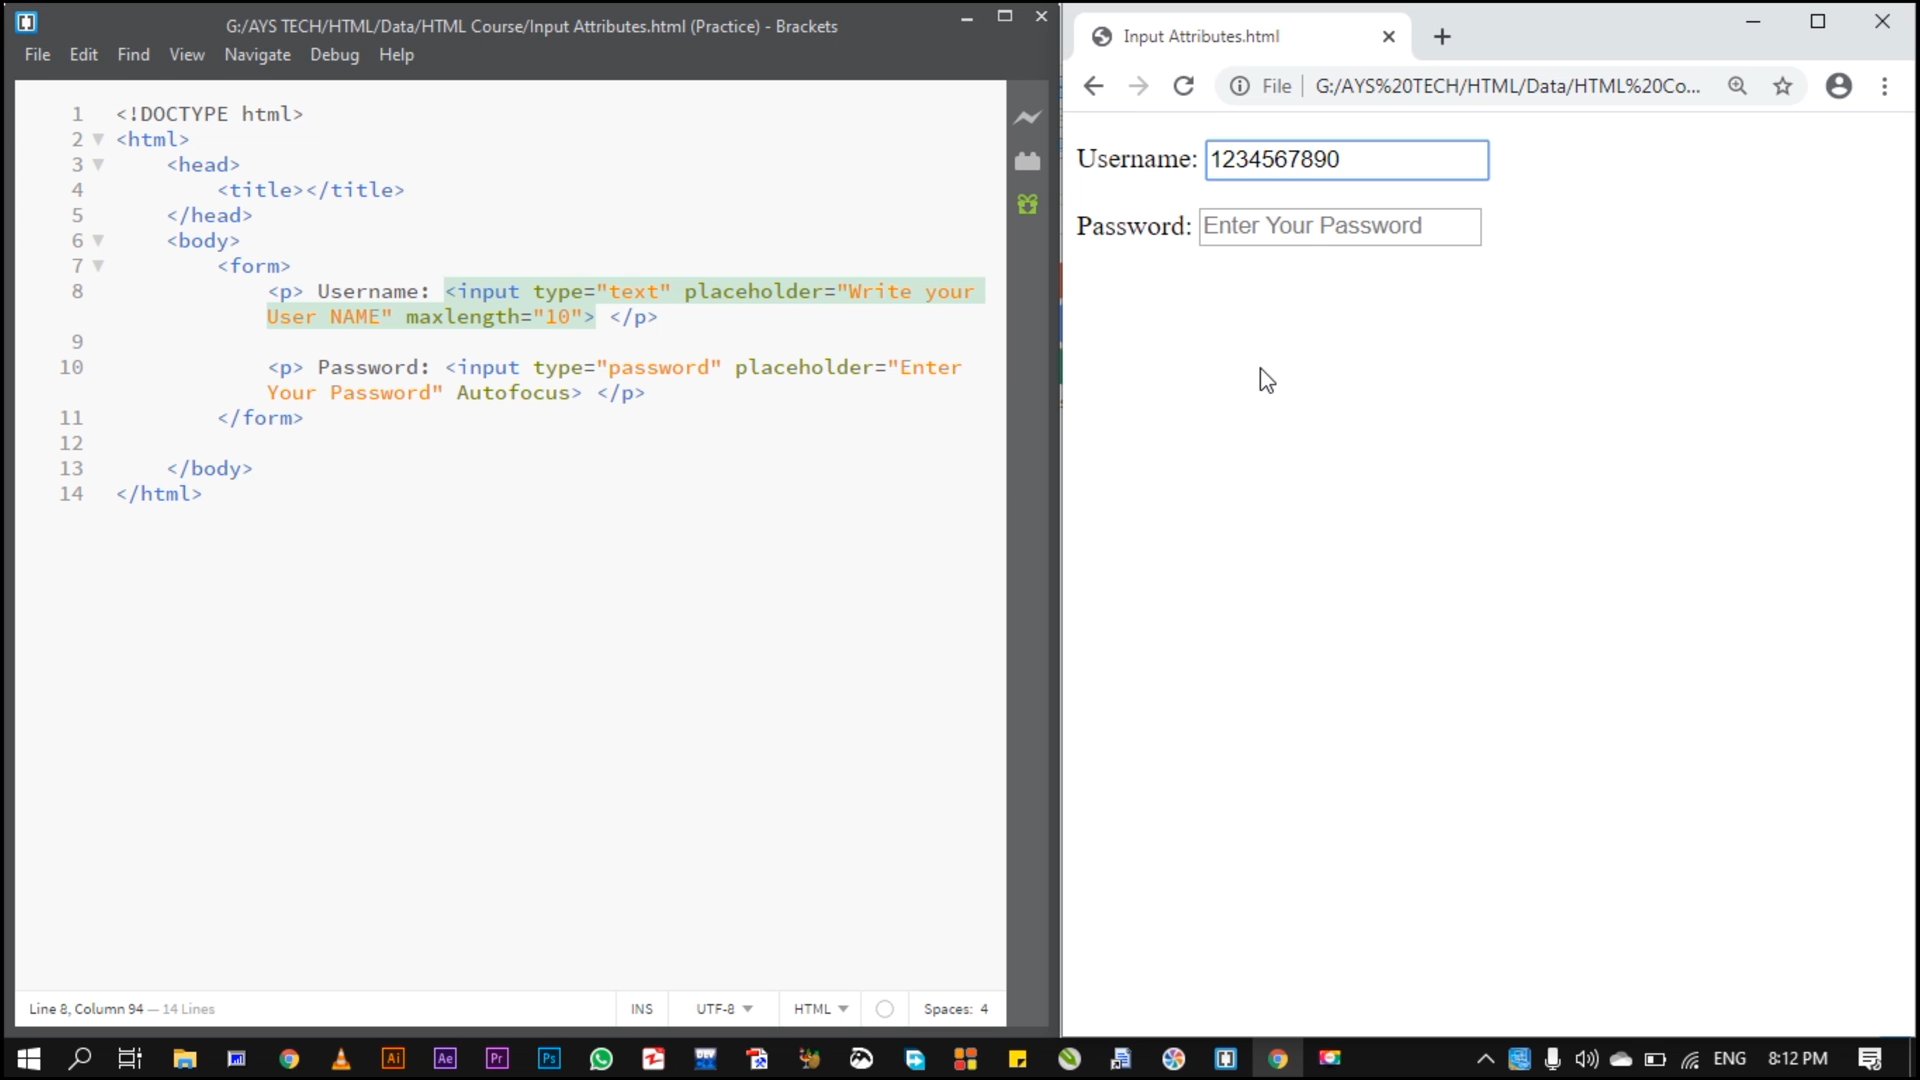 G:/AYS TECH/HTML/Data/HTML Course/Input Attributes.html (Practice) - Brackets
File Edit Find View Navigate Debug Help
1 <!DOCTYPE html>
2 <html>
3 <head>
4 <title></title>
5 </head>
6 <body>
7 <form>
8 <p> Username: <input type="text" placeholder="Write your
User NAME" maxlength="10"> </p>
9
10 <p> Password: <input type="password" placeholder="Enter
Your Password" Autofocus> </p>
11 </form>
12
13 </body>
14 </html>
Line 8, Column 94 — 14 Lines
INS UTF-8 HTML Spaces: 4
Input Attributes.html
File G:/AYS%20TECH/HTML/Data/HTML%20Co...
Username: 1234567890
Password: Enter Your Password
Ai Ae Pr Ps DEV
ENG 8:12 PM